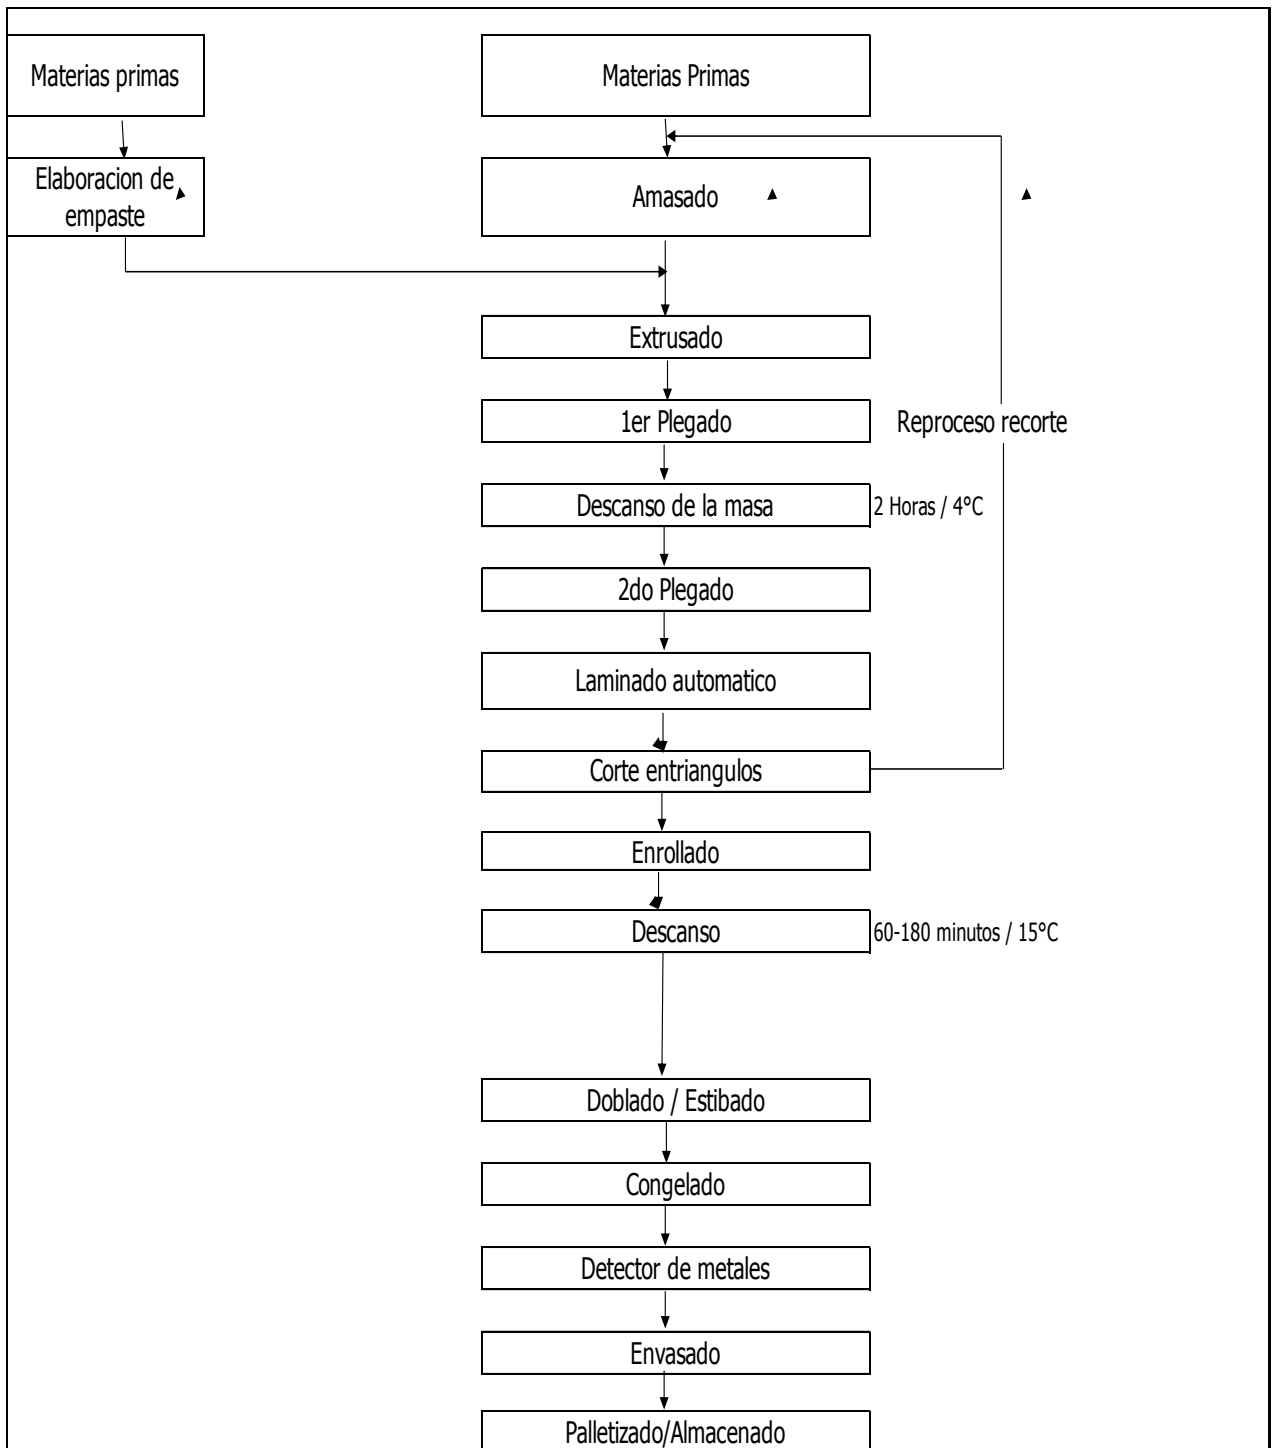 Materias primas
Materias Primas
Elaboracion de
empaste
Amasado
Extrusado
1er Plegado
Reproceso recorte
Descanso de la masa
2 Horas / 4°C
2do Plegado
Laminado automatico
Corte entriangulos
Enrollado
Descanso
60-180 minutos / 15°C
Doblado / Estibado
Congelado
Detector de metales
Envasado
Palletizado/Almacenado